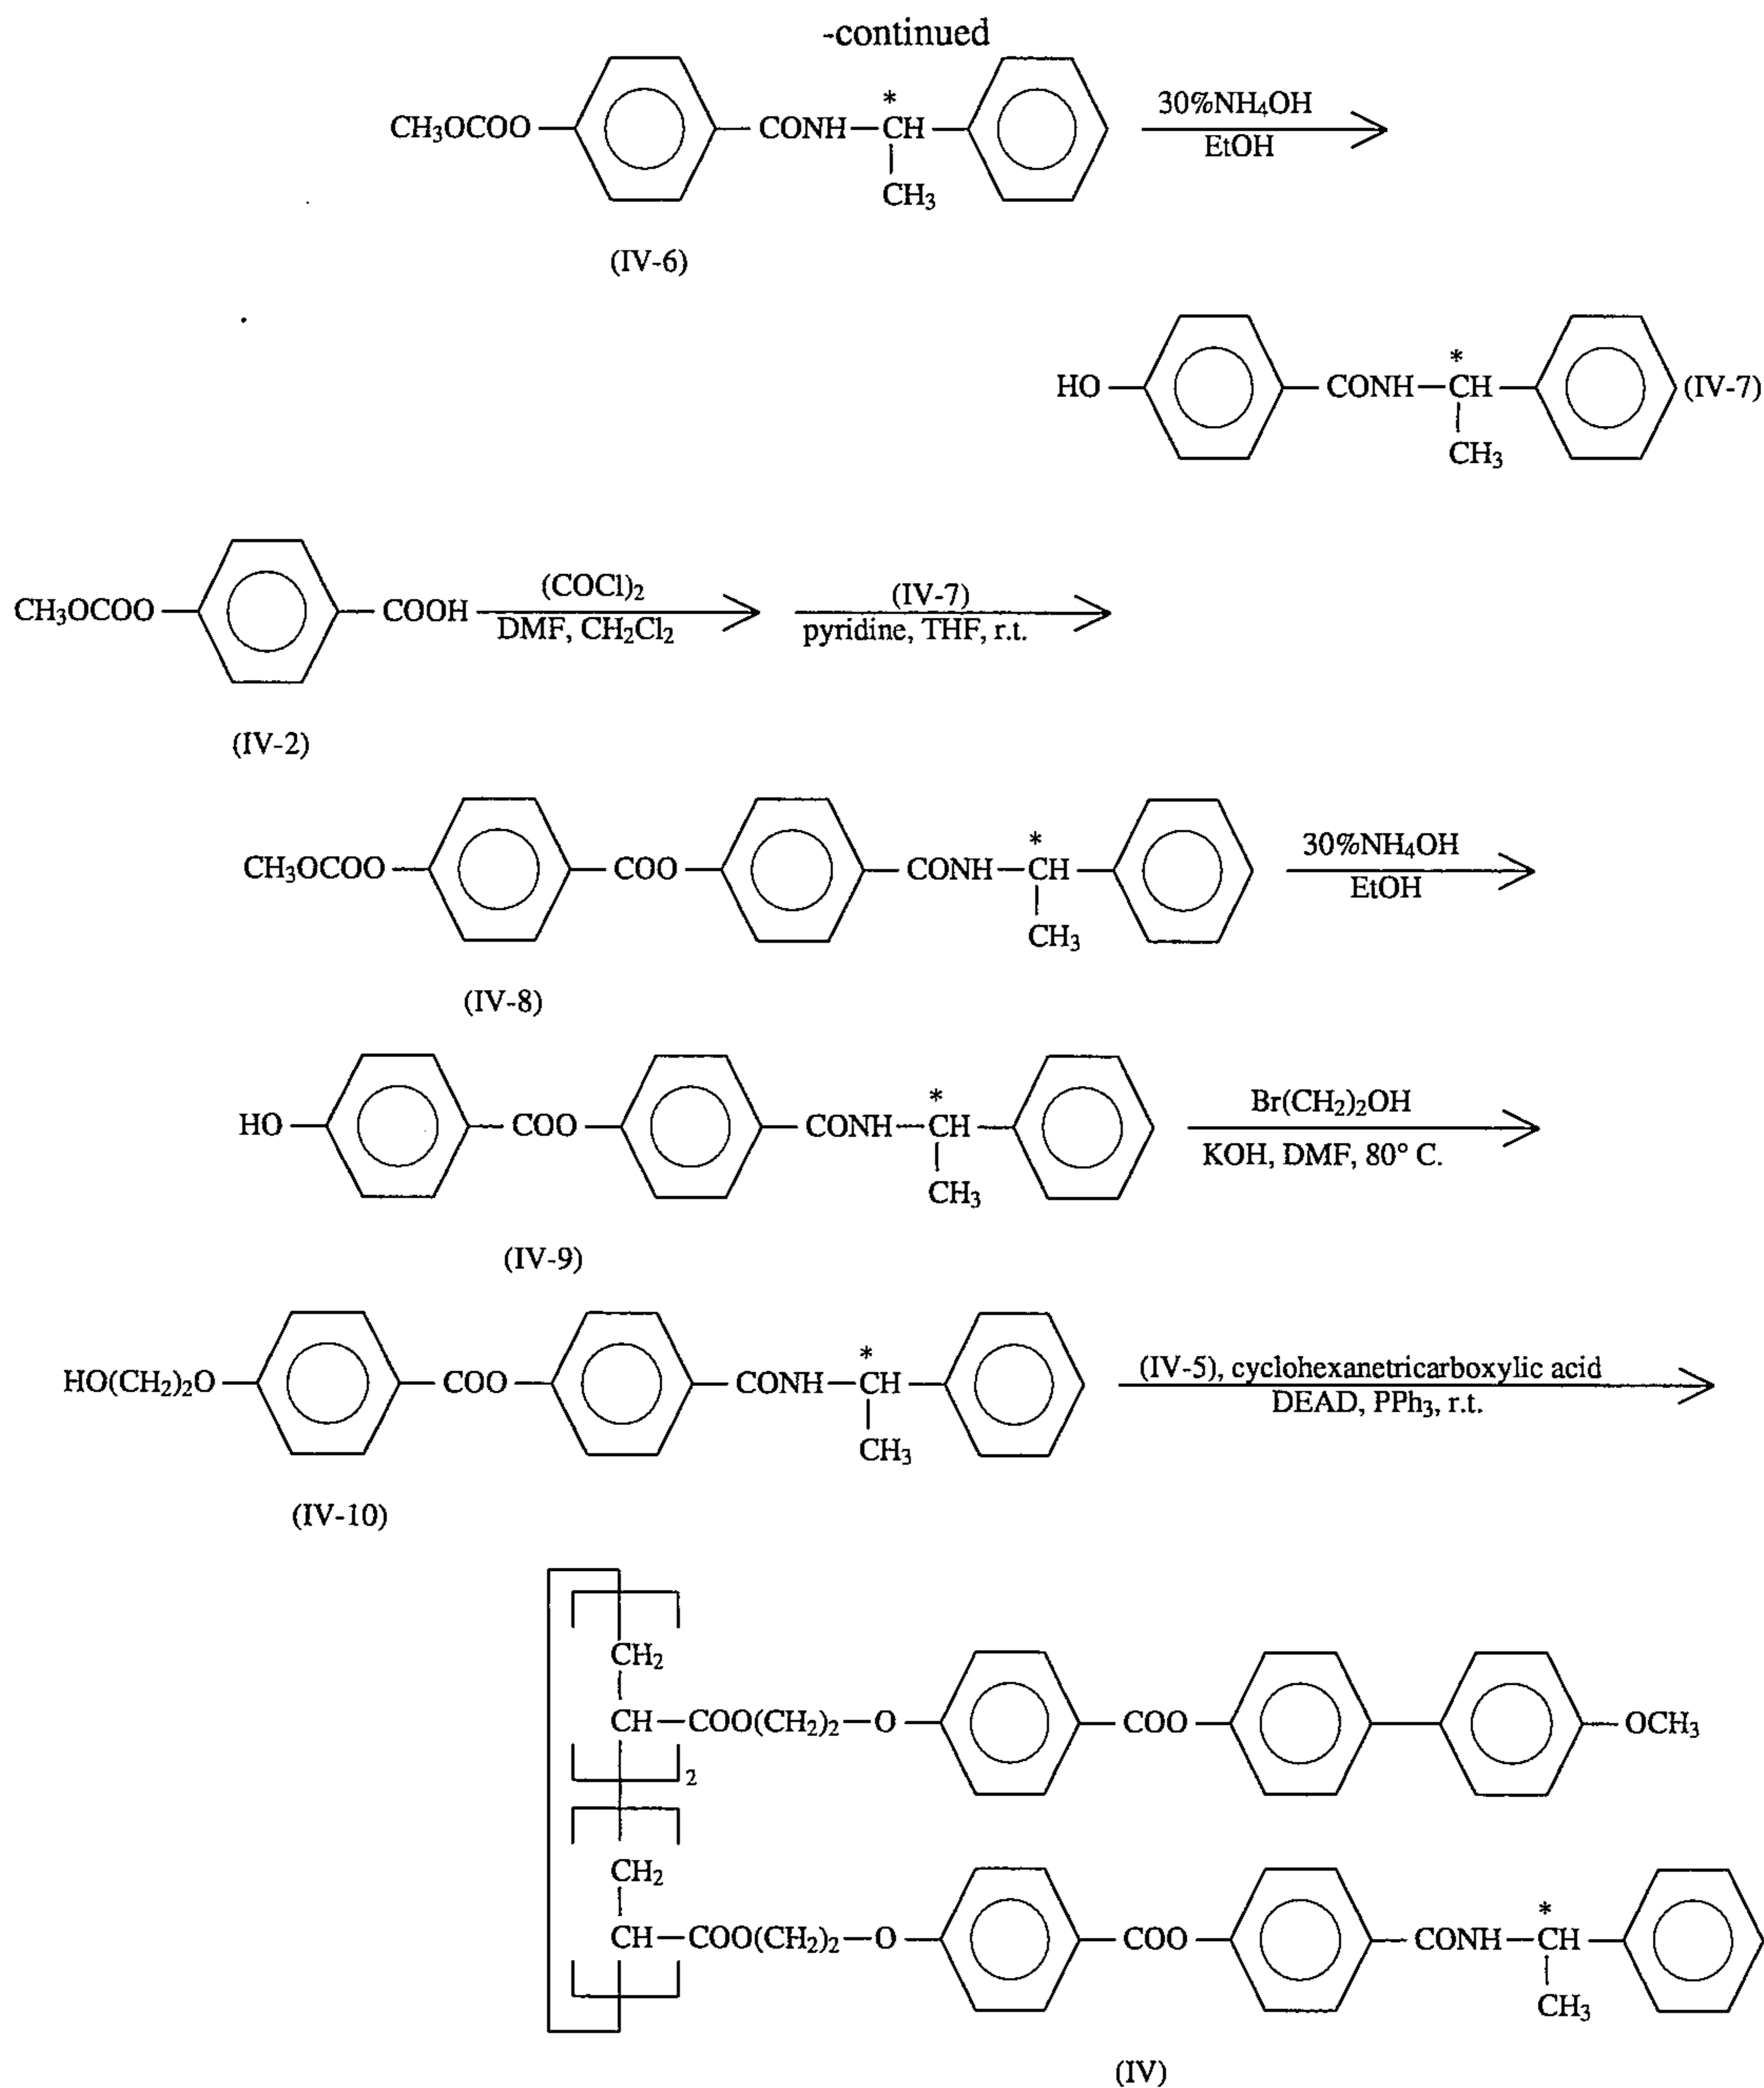 -continued
CH₃OCOO CONH CH * CH₃ 30%NH₄OH EtOH
(IV-6)
HO CONH CH * CH₃ (IV-7)
CH₃OCOO COOH (COCl)₂ DMF, CH₂Cl₂ (IV-7) pyridine, THF, r.t.
(IV-2)
CH₃OCOO COO CONH CH * CH₃ 30%NH₄OH EtOH
(IV-8)
HO COO CONH CH * CH₃ Br(CH₂)₂OH KOH, DMF, 80° C.
(IV-9)
HO(CH₂)₂O COO CONH CH * CH₃ (IV-5), cyclohexanetricarboxylic acid DEAD, PPh₃, r.t.
(IV-10)
CH₂
CH COO(CH₂)₂ O COO OCH₃
2
CH₂
CH COO(CH₂)₂ O COO CONH CH * CH₃
(IV)